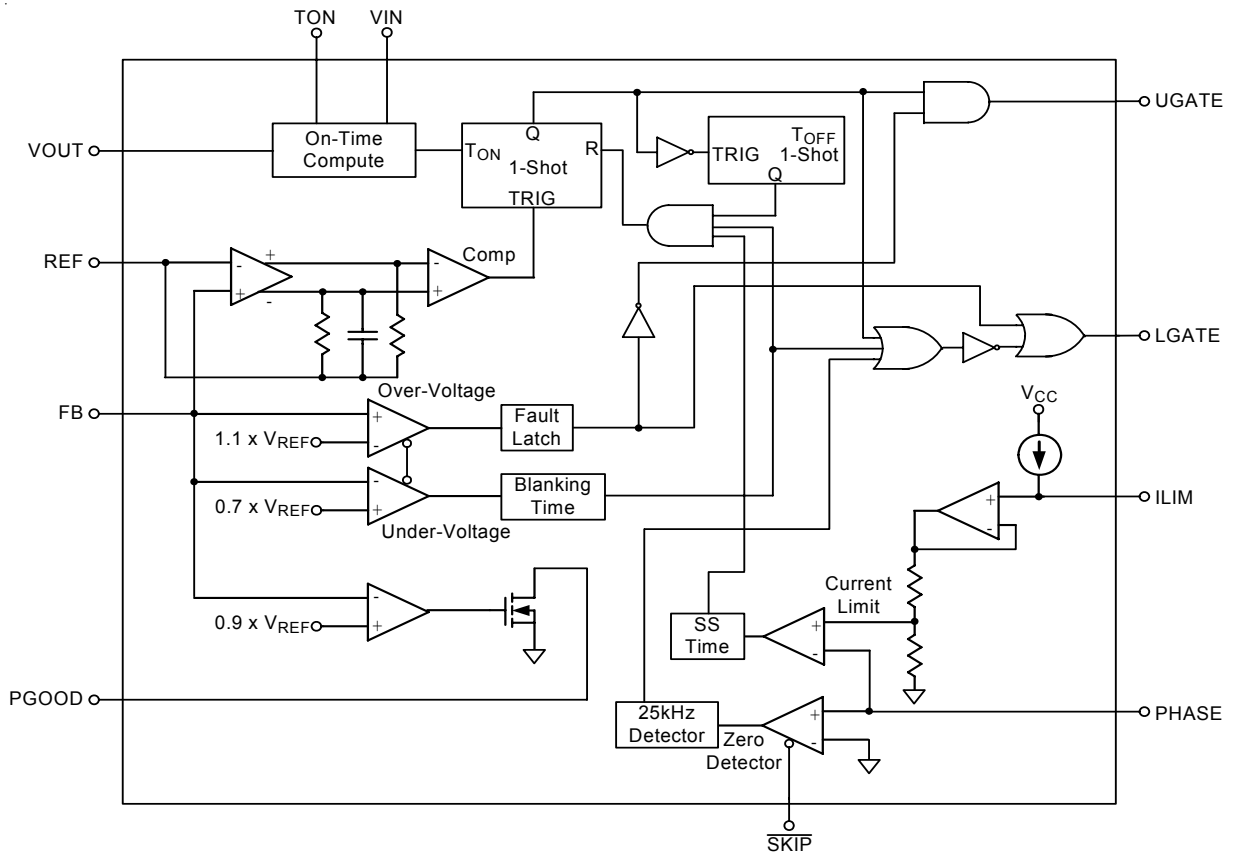 TON VIN
UGATE
VOUT
On-Time
Compute
Q
TON
1-Shot
R
TRIG
TOFF
1-Shot
TRIG
Q
REF
-
+
+
-
Comp
-
+
LGATE
FB
Over-Voltage
+
-
1.1 x VREF
Fault
Latch
VCC
-
+
0.7 x VREF
Under-Voltage
Blanking
Time
+
-
ILIM
-
+
0.9 x VREF
Current
Limit
SS
Time
+
-
PGOOD
25kHz
Detector
Zero
Detector
+
-
PHASE
SKIP